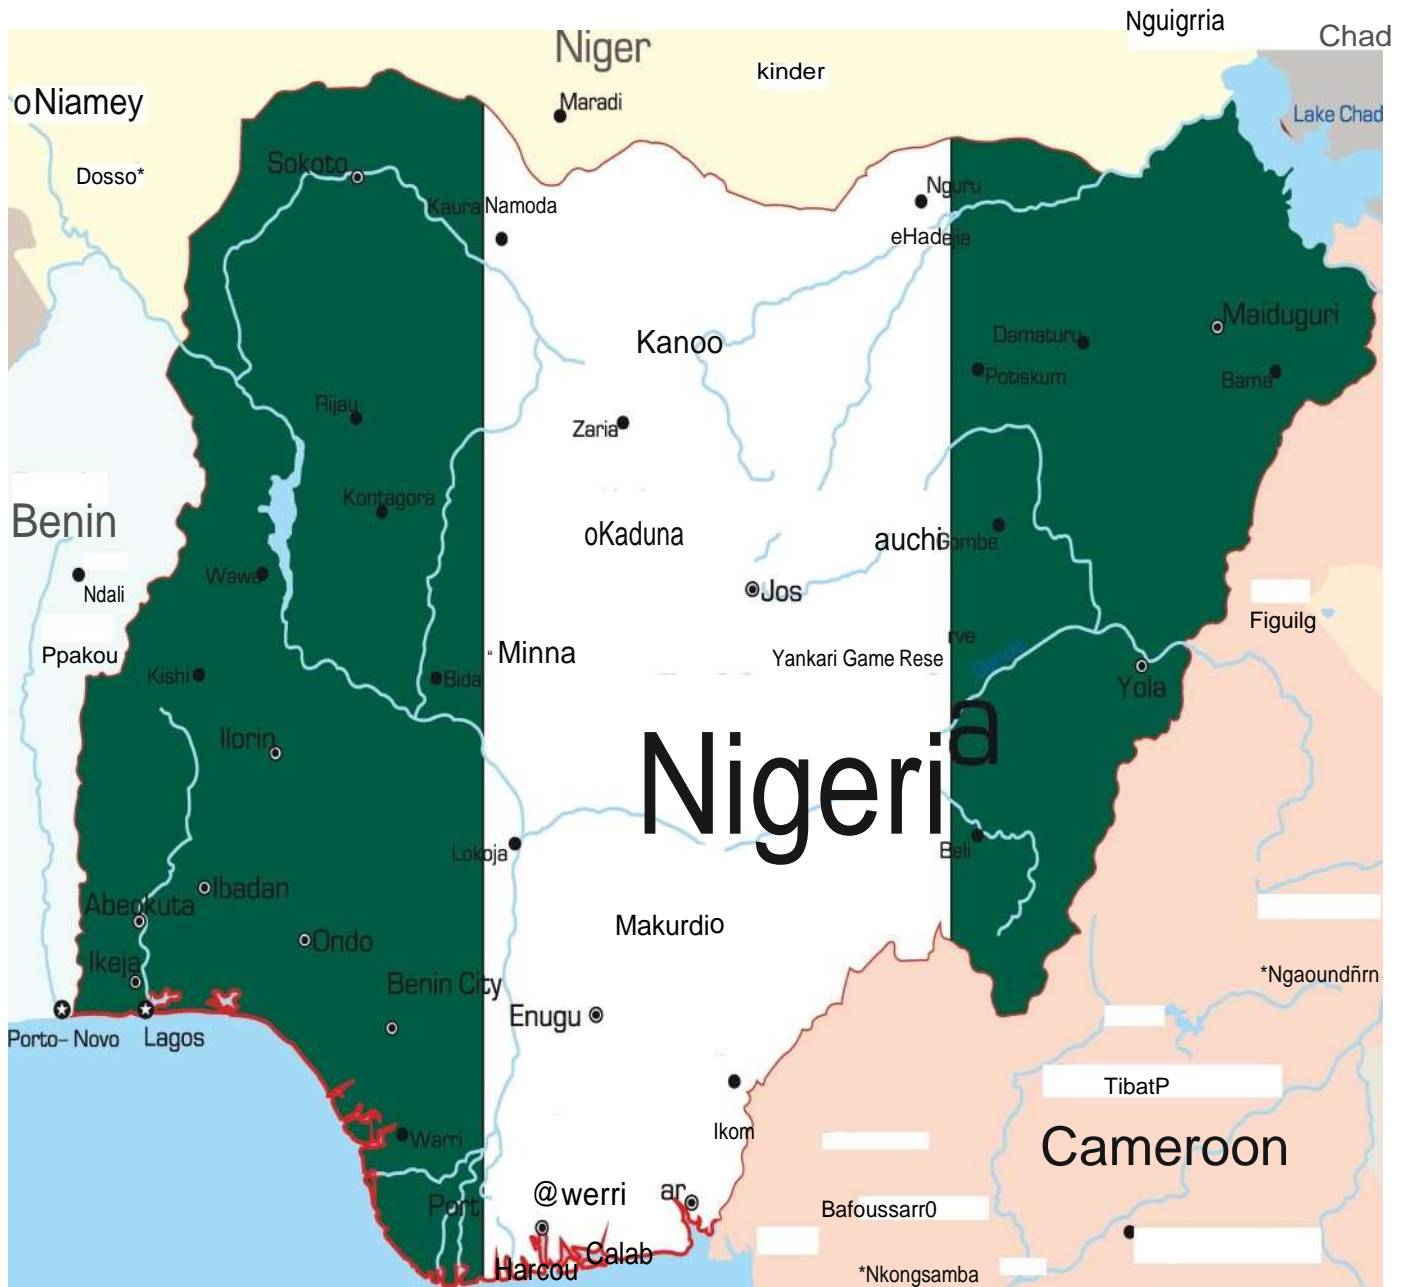 Nguigrria
Chad
Niger
kinder
oNiamey
Maradi
Lake Chad
Dosso*
Sokoto
Nguru
Kaura Namoda
eHadejia
Kanoo
Damaturu
Maiduguri
Potiskum
Bama
Rijau
Zaria
Kontagora
Benin
oKaduna
auchi
Gombe
Wawa
Ndali
Jos
Figuilg
Ppakou
Minna
Yankari Game Rese
rve
Benue
Kishi
Bida
Yola
Ilorin
Nigeria
Lokoja
Beli
Ibadan
Abeokuta
Makurdio
Ondo
Ikeja
Benin City
*Ngaoundñrn
Enugu
Porto-Novo
Lagos
TibatP
Ikom
Warri
Cameroon
@werri
ar
Port
Bafoussarr0
Calab
Harcou
*Nkongsamba